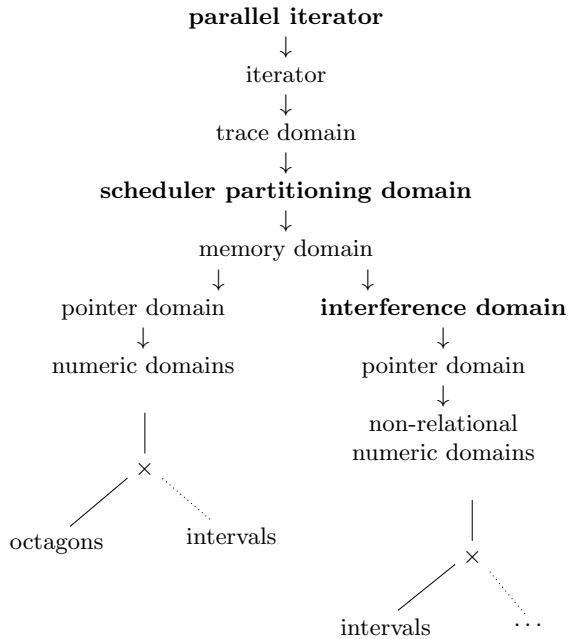 parallel iterator
↓
iterator
↓
trace domain
↓
scheduler partitioning domain
↓
memory domain
↓ ↓
pointer domain interference domain
↓ ↓
numeric domains pointer domain
↓
non-relational
numeric domains
×
octagons intervals
×
intervals ...